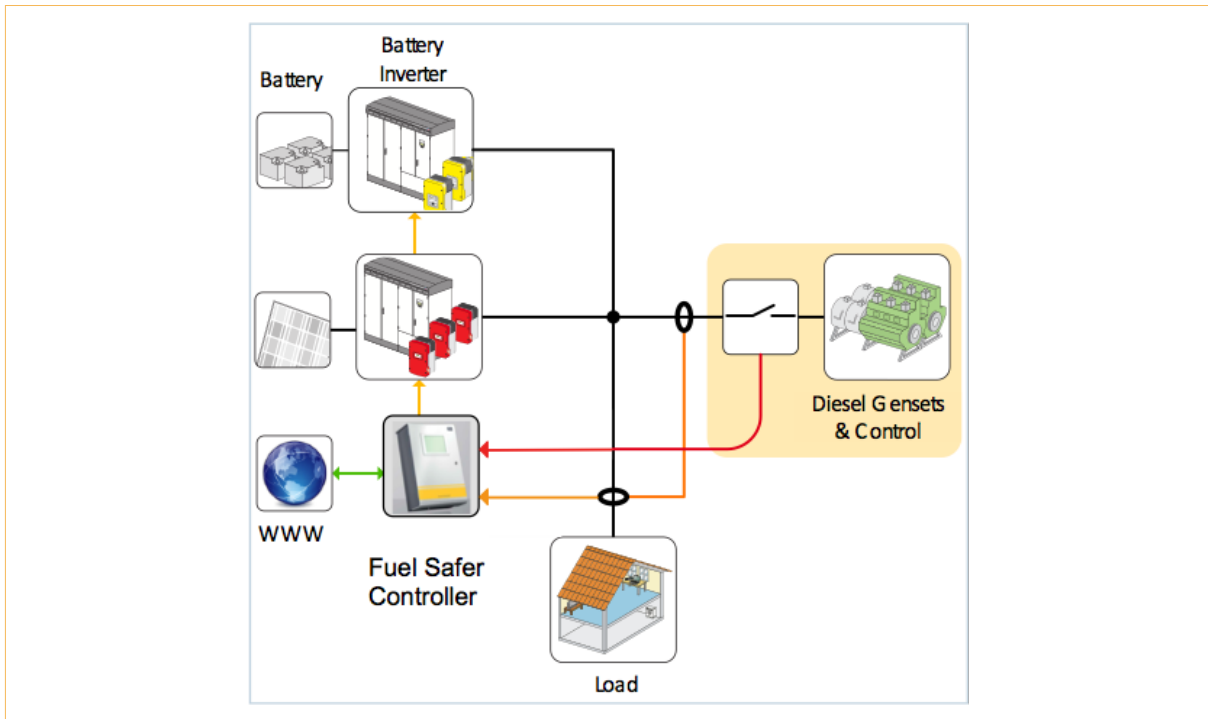 Battery
Battery
Inverter
Diesel Gensets
& Control
WWW
Fuel Safer
Controller
Load